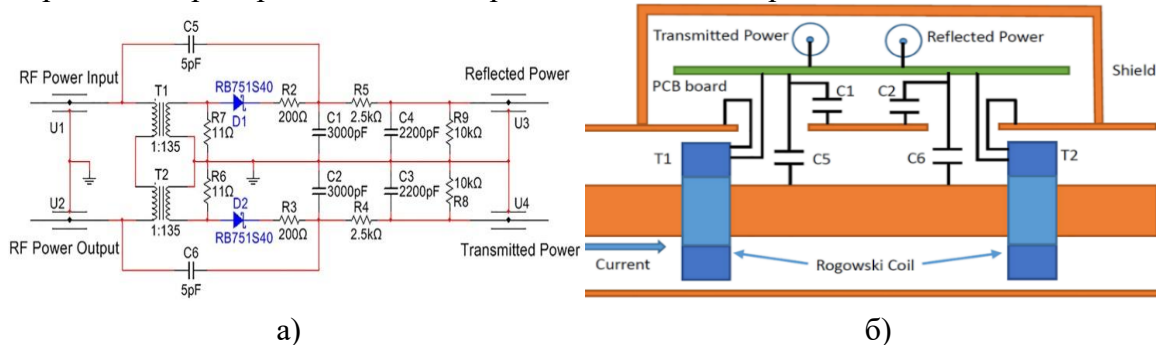 C5
5pF
RF Power Input
T1
RB751S40
R2
R5
Reflected Power
D1
200Ω
2.5kΩ
U1
R7
11Ω
C1
3000pF
C4
2200pF
R9
10kΩ
U3
1:135
T2
R6
11Ω
C2
3000pF
C3
2200pF
10kΩ
R8
U2
D2
R3
R4
U4
1:135
RB751S40
200Ω
2.5kΩ
RF Power Output
Transmitted Power
C6
5pF
а)
Transmitted Power
Reflected Power
Shield
PCB board
C1
C2
T1
C5
C6
T2
Current
Rogowski Coil
б)